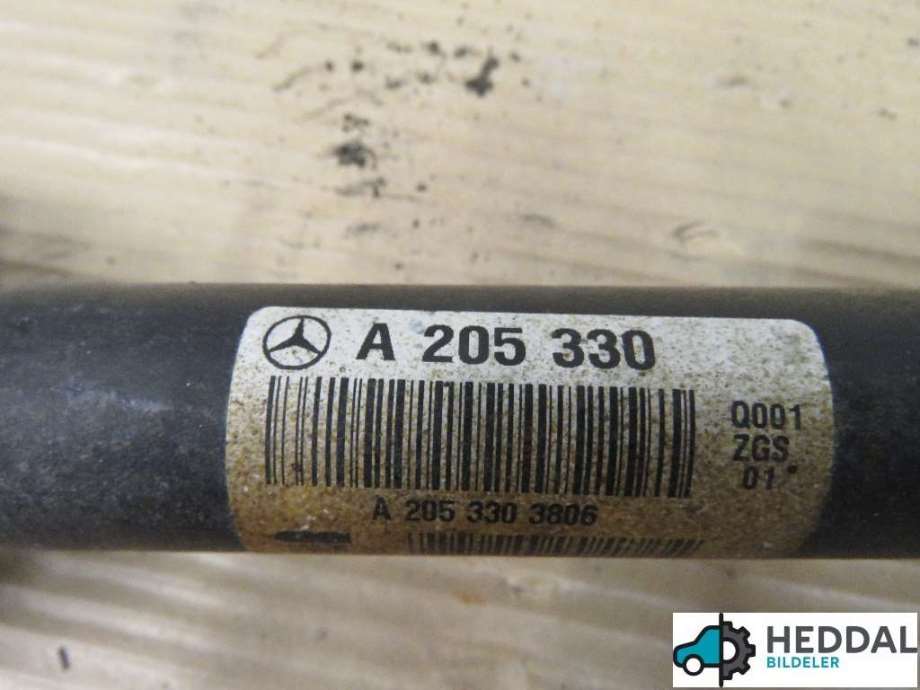 A 205 330
Q001
ZGS
01
A 205 330 3806
HEDDAL
BILDELER